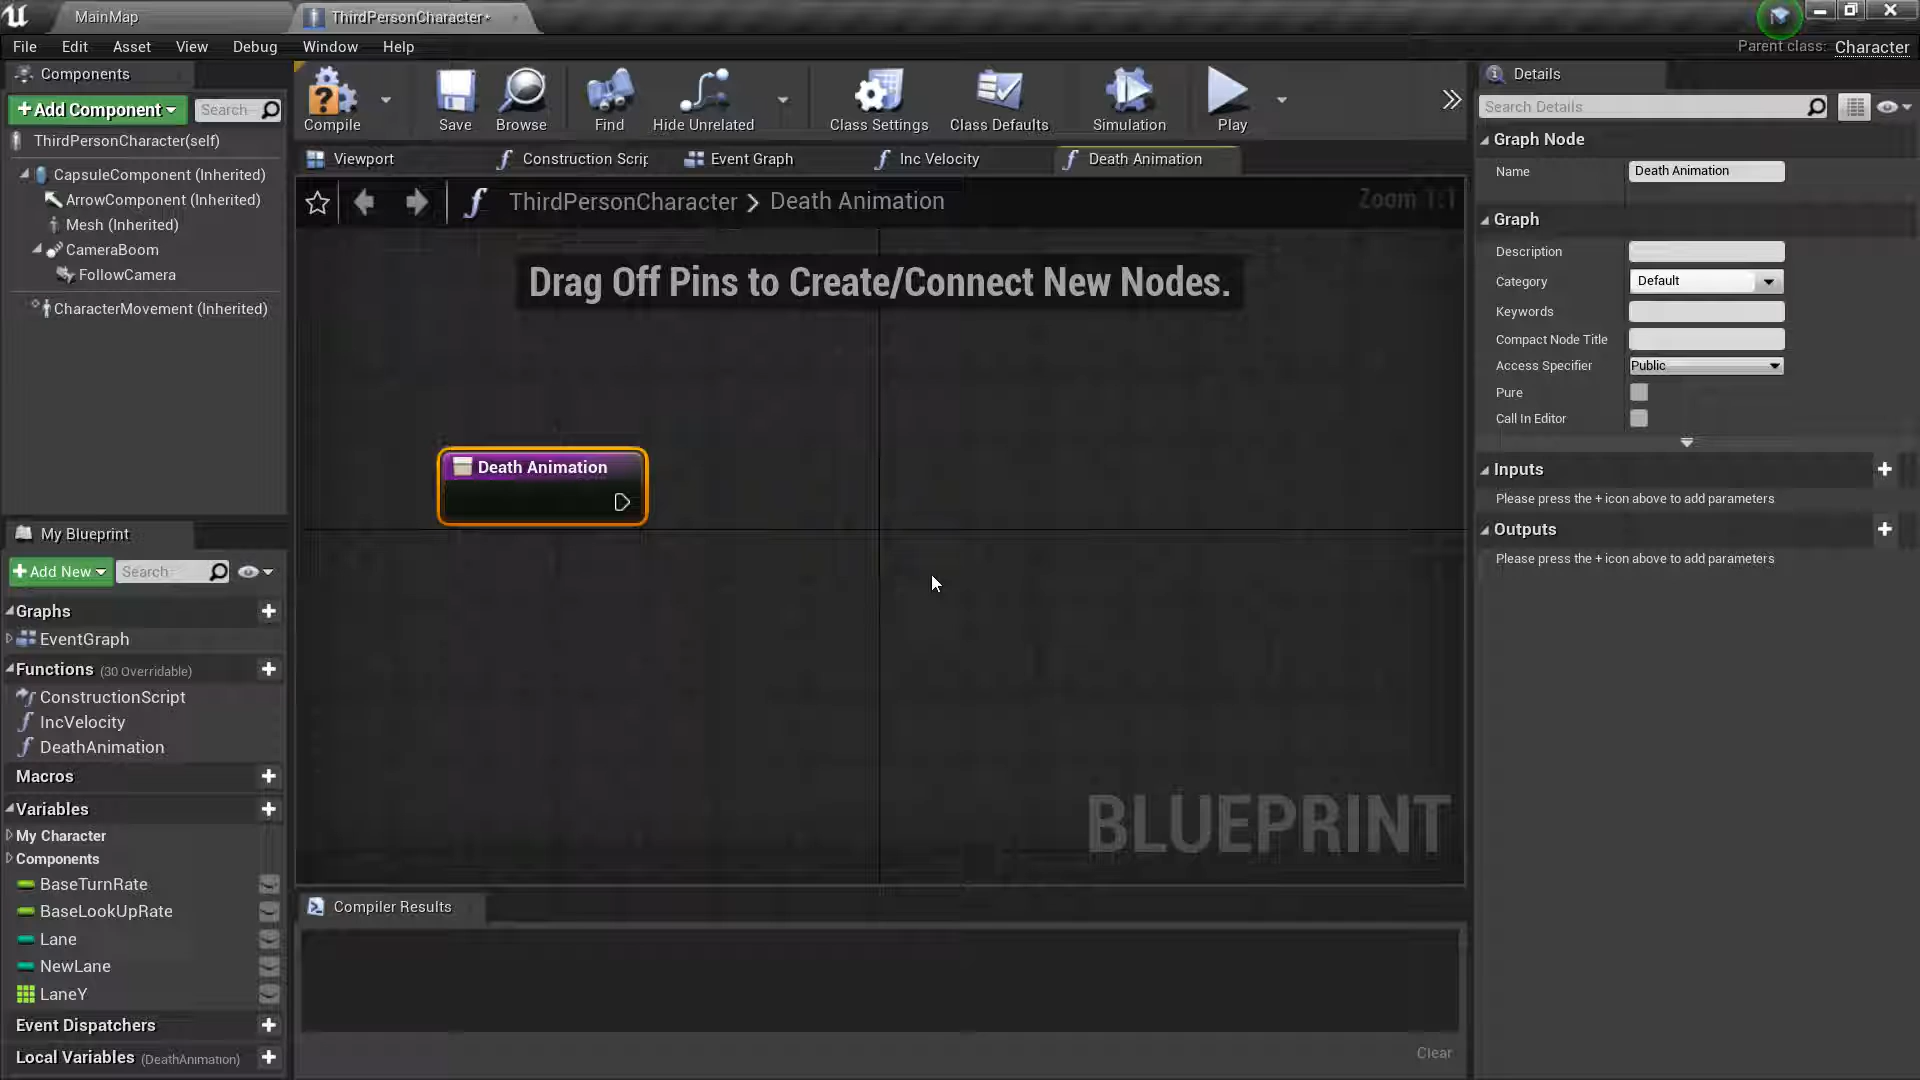 MainMap
ThirdPersonCharacter*
File Edit Asset View Debug Window Help
Parent class: Character
Components
+Add Component
Search
ThirdPersonCharacter(self)
CapsuleComponent (Inherited)
ArrowComponent (Inherited)
Mesh (Inherited)
CameraBoom
FollowCamera
CharacterMovement (Inherited)
My Blueprint
+Add New
Search
Graphs
EventGraph
Functions (30 Overridable)
ConstructionScript
IncVelocity
DeathAnimation
Macros
Variables
My Character
Components
BaseTurnRate
BaseLookUpRate
Lane
NewLane
LaneY
Event Dispatchers
Local Variables (DeathAnimation)
Compile Save Browse Find Hide Unrelated Class Settings Class Defaults Simulation Play
Viewport Construction Scrip Event Graph Inc Velocity Death Animation
ThirdPersonCharacter > Death Animation
Zoom 1:1
Drag Off Pins to Create/Connect New Nodes.
Death Animation
BLUEPRINT
Compiler Results
Clear
Details
Search Details
Graph Node
Name Death Animation
Graph
Description
Category Default
Keywords
Compact Node Title
Access Specifier Public
Pure
Call In Editor
Inputs
Please press the + icon above to add parameters
Outputs
Please press the + icon above to add parameters